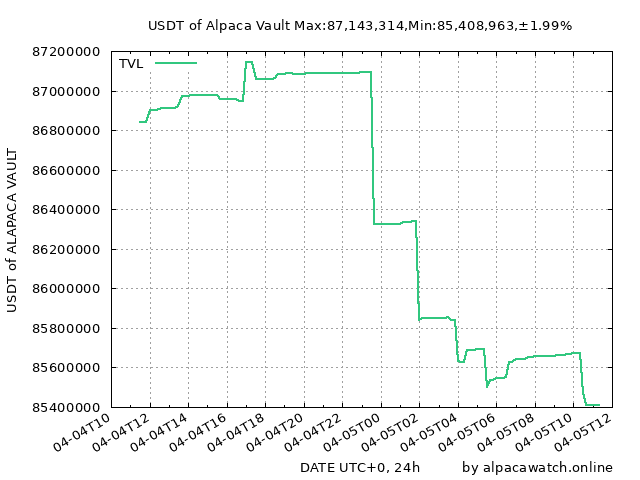 USDT of Alpaca Vault Max:87,143,314,Min:85,408,963,±1.99%
87200000
TVL
87000000
86800000
86600000
86400000
86200000
86000000
85800000
85600000
85400000
USDT of ALAPACA VAULT
04-04T10
04-04T12
04-04T14
04-04T16
04-04T18
04-04T20
04-04T22
04-05T00
04-05T02
04-05T04
04-05T06
04-05T08
04-05T10
04-05T12
DATE UTC+0, 24h
by alpacawatch.online